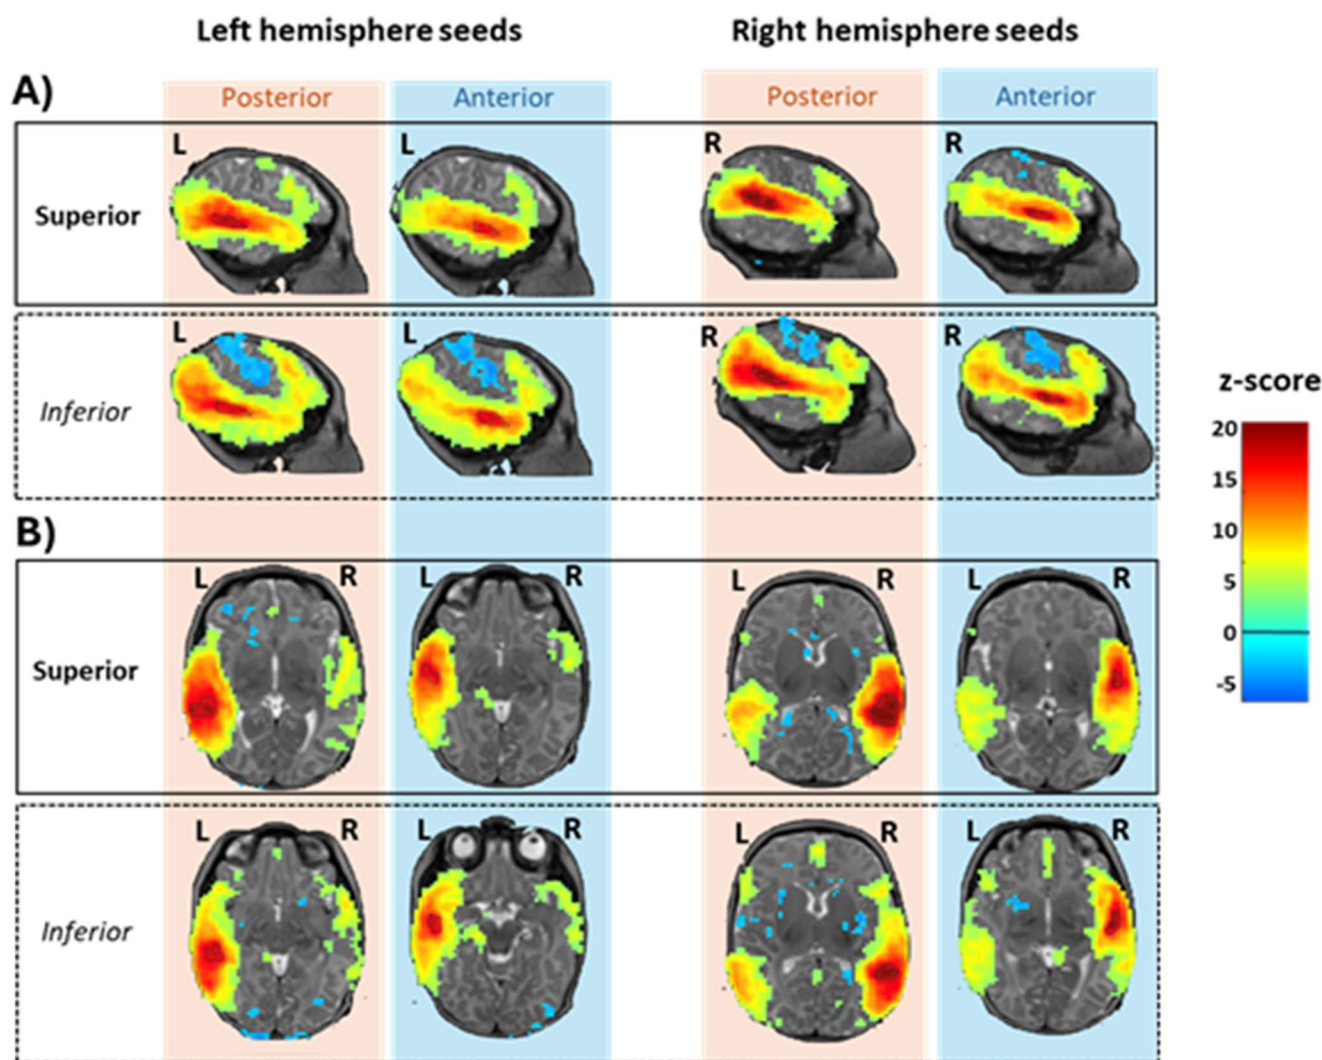 Left hemisphere seeds Right hemisphere seeds
A)
Posterior Anterior Posterior Anterior
L L R R
Superior
L L R R
Inferior
z-score
20
15
10
5
0
-5
B)
L R L R L R L R
Superior
L R L R L R L R
Inferior